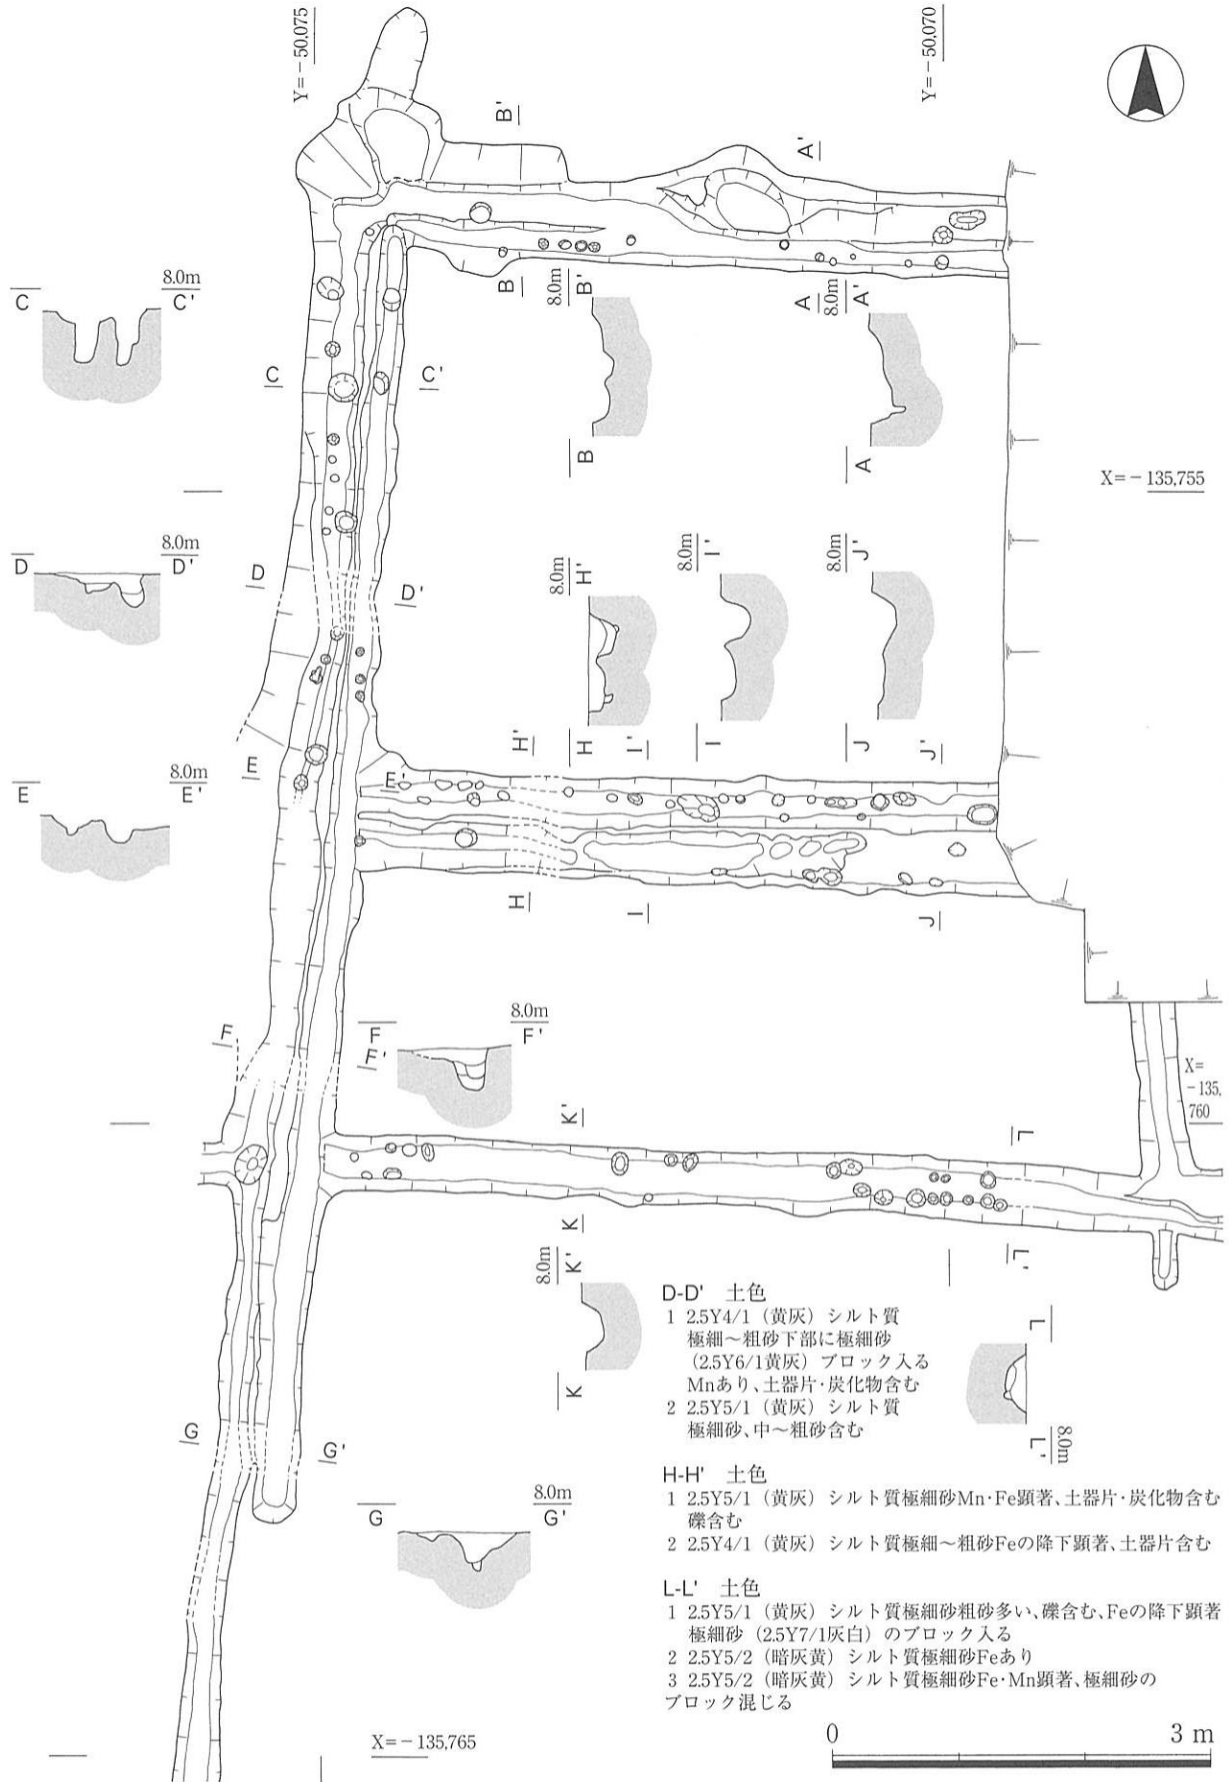 Y=－50,075
Y=－50,070
B'
A'
8.0m
C
C'
B
8.0m
B'
A
8.0m
A'
C
C'
B
A
X=－135,755
8.0m
D
D'
D
D'
8.0m
H'
8.0m
I'
8.0m
J'
H'
H
I'
I
J
J'
8.0m
E
E'
E
E'
H
I
J
F
F
F'
8.0m
F'
X=
－135,
760
K'
L
K
L'
8.0m
K'
K
D-D'　土色
1 2.5Y4/1（黄灰）シルト質
極細～粗砂下部に極細砂
（2.5Y6/1黄灰）ブロック入る
Mnあり、土器片・炭化物含む
2 2.5Y5/1（黄灰）シルト質
極細砂、中～粗砂含む
L
L'
8.0m
G
G'
G
8.0m
G'
H-H'　土色
1 2.5Y5/1（黄灰）シルト質極細砂Mn・Fe顕著、土器片・炭化物含む
礫含む
2 2.5Y4/1（黄灰）シルト質極細～粗砂Feの降下顕著、土器片含む
L-L'　土色
1 2.5Y5/1（黄灰）シルト質極細砂粗砂多い、礫含む、Feの降下顕著
極細砂（2.5Y7/1灰白）のブロック入る
2 2.5Y5/2（暗灰黄）シルト質極細砂Feあり
3 2.5Y5/2（暗灰黄）シルト質極細砂Fe・Mn顕著、極細砂の
ブロック混じる
X=－135,765
0
3 m